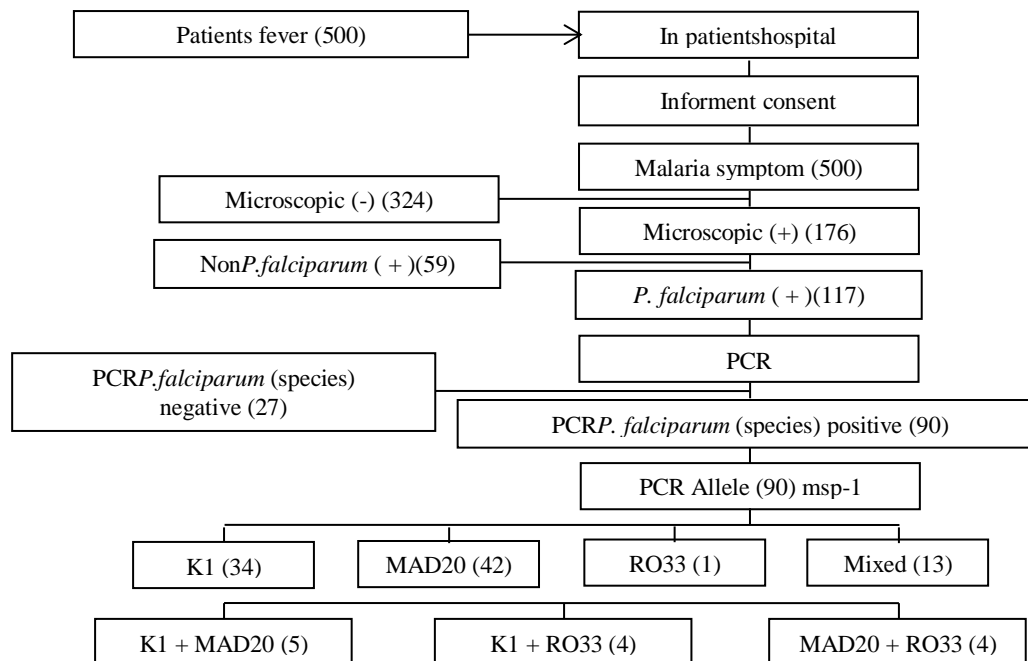 Patients fever (500)
In patientshospital
Informent consent
Malaria symptom (500)
Microscopic (-) (324)
Microscopic (+) (176)
NonP.falciparum ( + )(59)
P. falciparum ( + )(117)
PCR
PCRP.falciparum (species)
negative (27)
PCRP. falciparum (species) positive (90)
PCR Allele (90) msp-1
K1 (34)
MAD20 (42)
RO33 (1)
Mixed (13)
K1 + MAD20 (5)
K1 + RO33 (4)
MAD20 + RO33 (4)